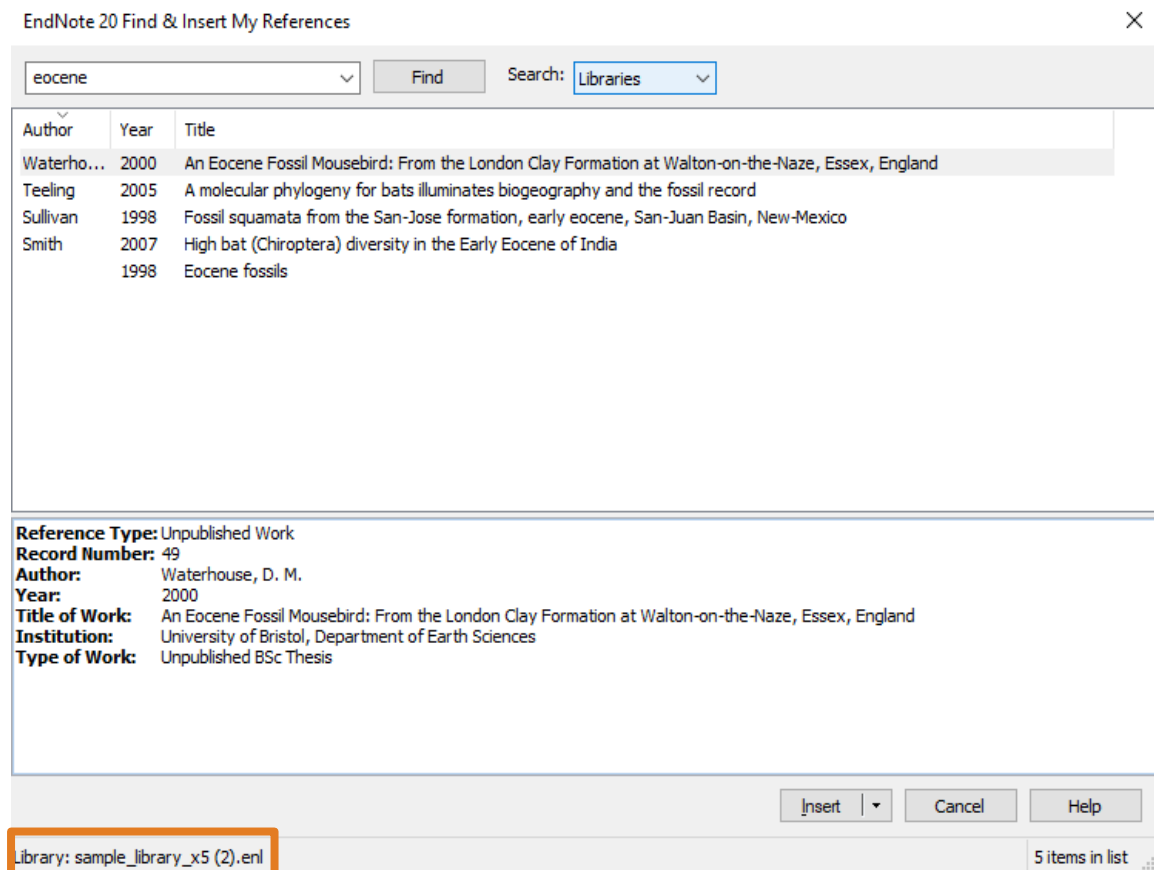 EndNote 20 Find & Insert My References
eocene Find Search: Libraries
Author Year Title
Waterho... 2000 An Eocene Fossil Mousebird: From the London Clay Formation at Walton-on-the-Naze, Essex, England
Teeling 2005 A molecular phylogeny for bats illuminates biogeography and the fossil record
Sullivan 1998 Fossil squamata from the San-Jose formation, early eocene, San-Juan Basin, New-Mexico
Smith 2007 High bat (Chiroptera) diversity in the Early Eocene of India
1998 Eocene fossils
Reference Type: Unpublished Work
Record Number: 49
Author: Waterhouse, D. M.
Year: 2000
Title of Work: An Eocene Fossil Mousebird: From the London Clay Formation at Walton-on-the-Naze, Essex, England
Institution: University of Bristol, Department of Earth Sciences
Type of Work: Unpublished BSc Thesis
Insert Cancel Help
Library: sample_library_x5 (2).enl 5 items in list